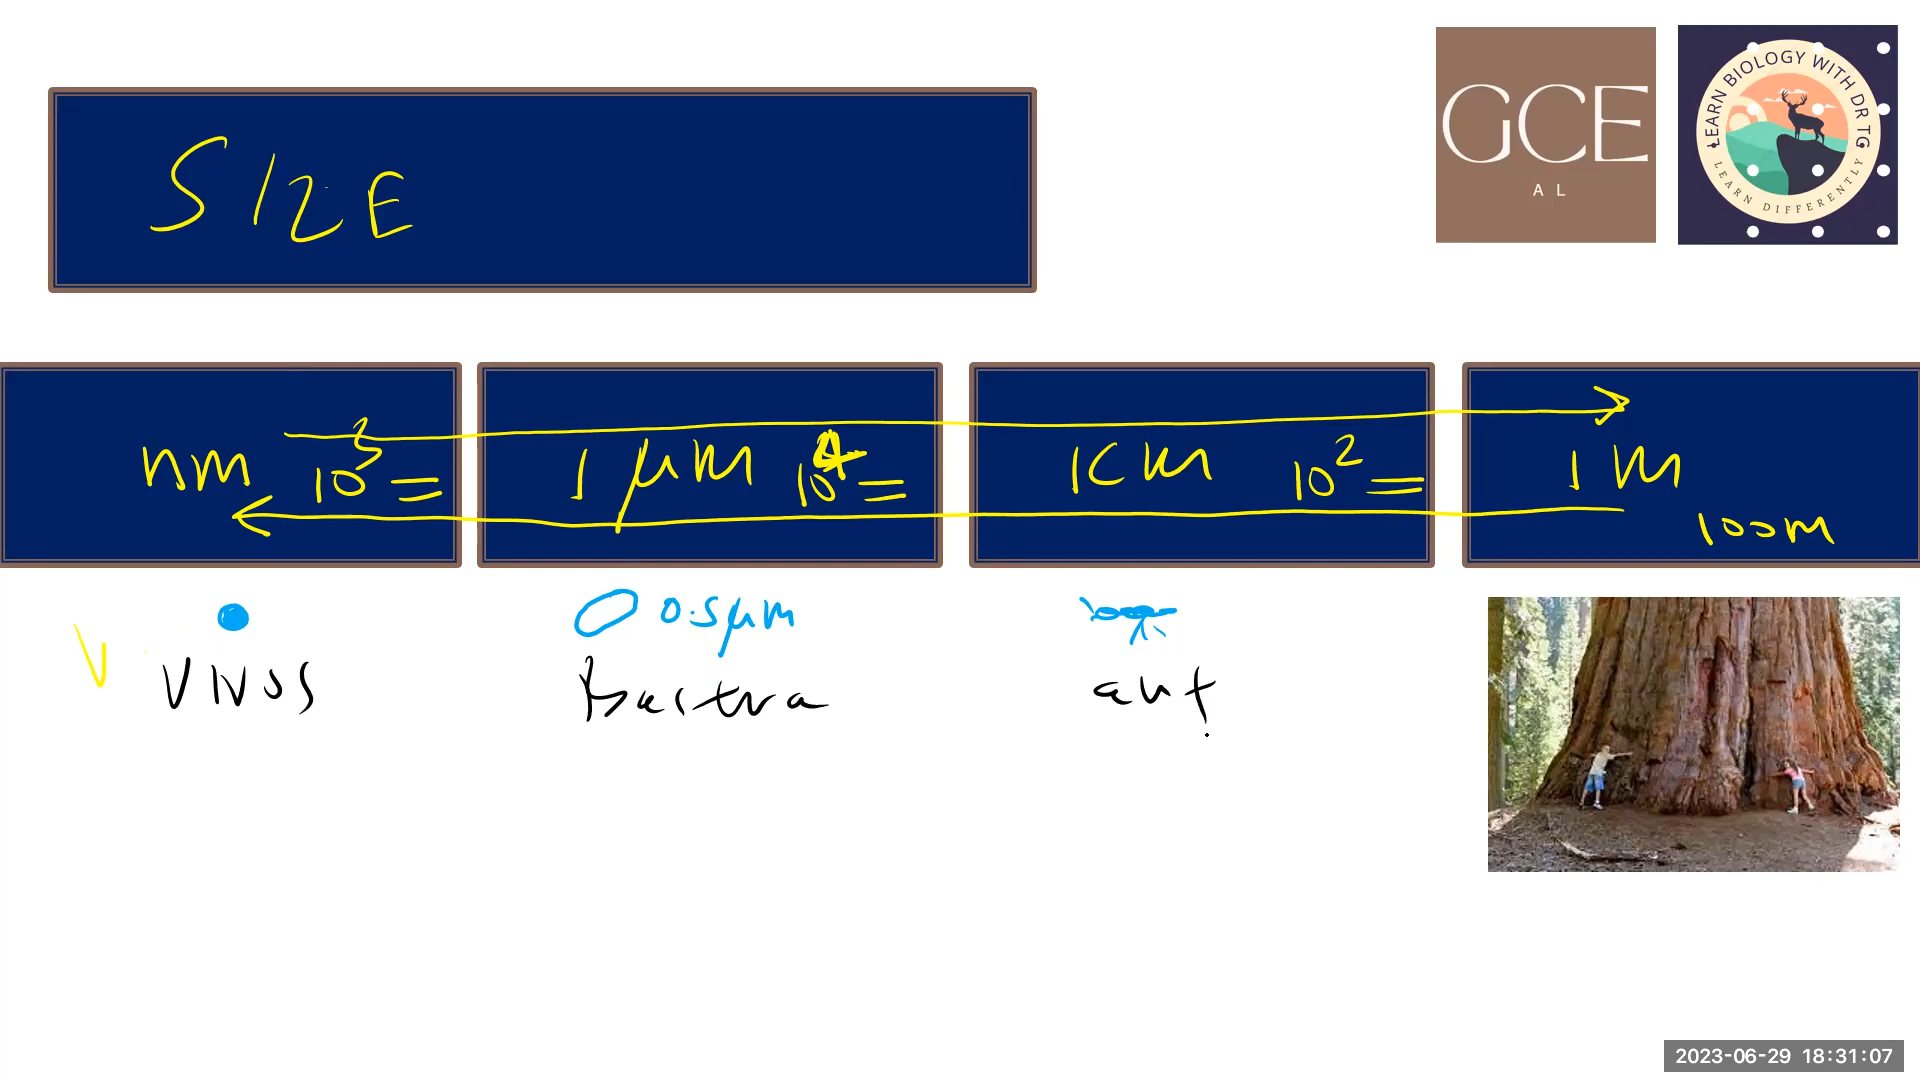 GCE
AL
LEARN BIOLOGY WITH DR TG
LEARN DIFFERENTLY
SIZE
nm 10³ =
1 μm 10⁴ =
1cm 10² =
1 m
100m
0.5μm
V
Virus
Bactria
ant
2023-06-29 18:31:07